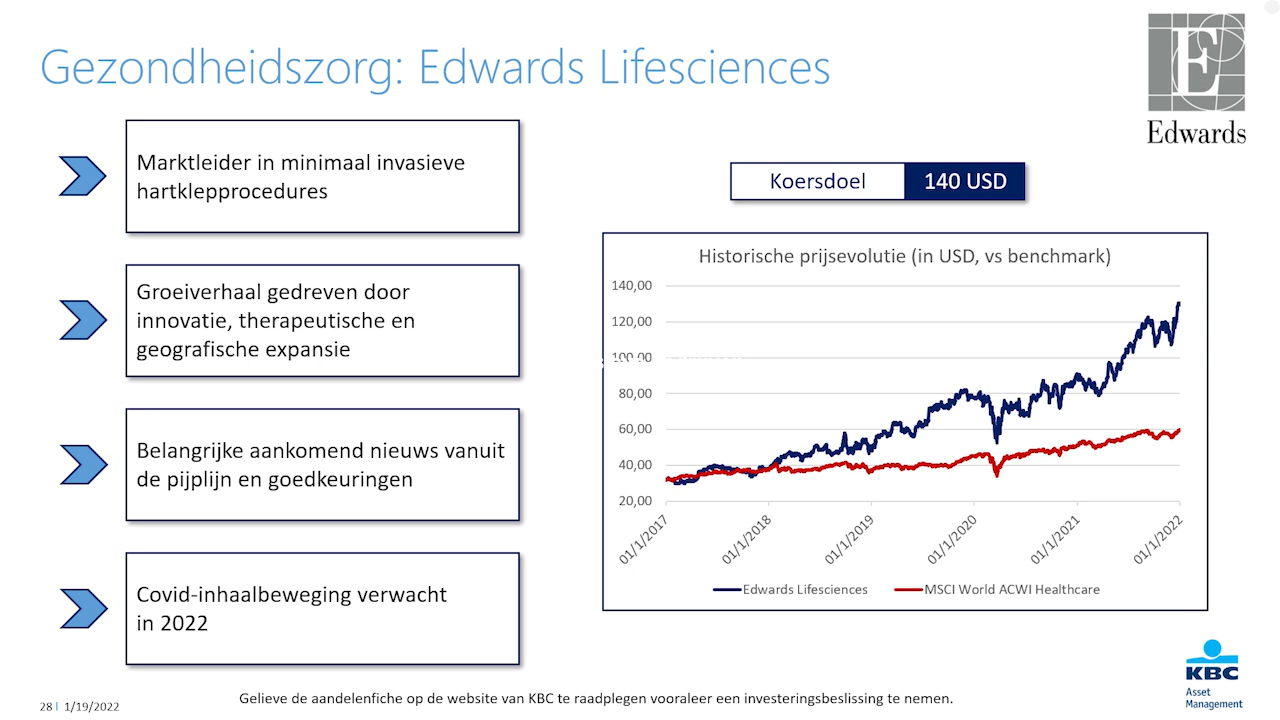 Gezondheidszorg: Edwards Lifesciences
E
Edwards
Marktleider in minimaal invasieve
hartklepprocedures
Groeiverhaal gedreven door
innovatie, therapeutische en
geografische expansie
Belangrijke aankomend nieuws vanuit
de pijplijn en goedkeuringen
Covid-inhaalbeweging verwacht
in 2022
Koersdoel 140 USD
Historische prijsevolutie (in USD, vs benchmark)
140,00
120,00
100,00
80,00
60,00
40,00
20,00
01/1/2017
01/1/2018
01/1/2019
01/1/2020
01/1/2021
01/1/2022
Edwards Lifesciences
MSCI World ACWI Healthcare
KBC
Asset
Management
Gelieve de aandelenfiche op de website van KBC te raadplegen vooraleer een investeringsbeslissing te nemen.
28 | 1/19/2022